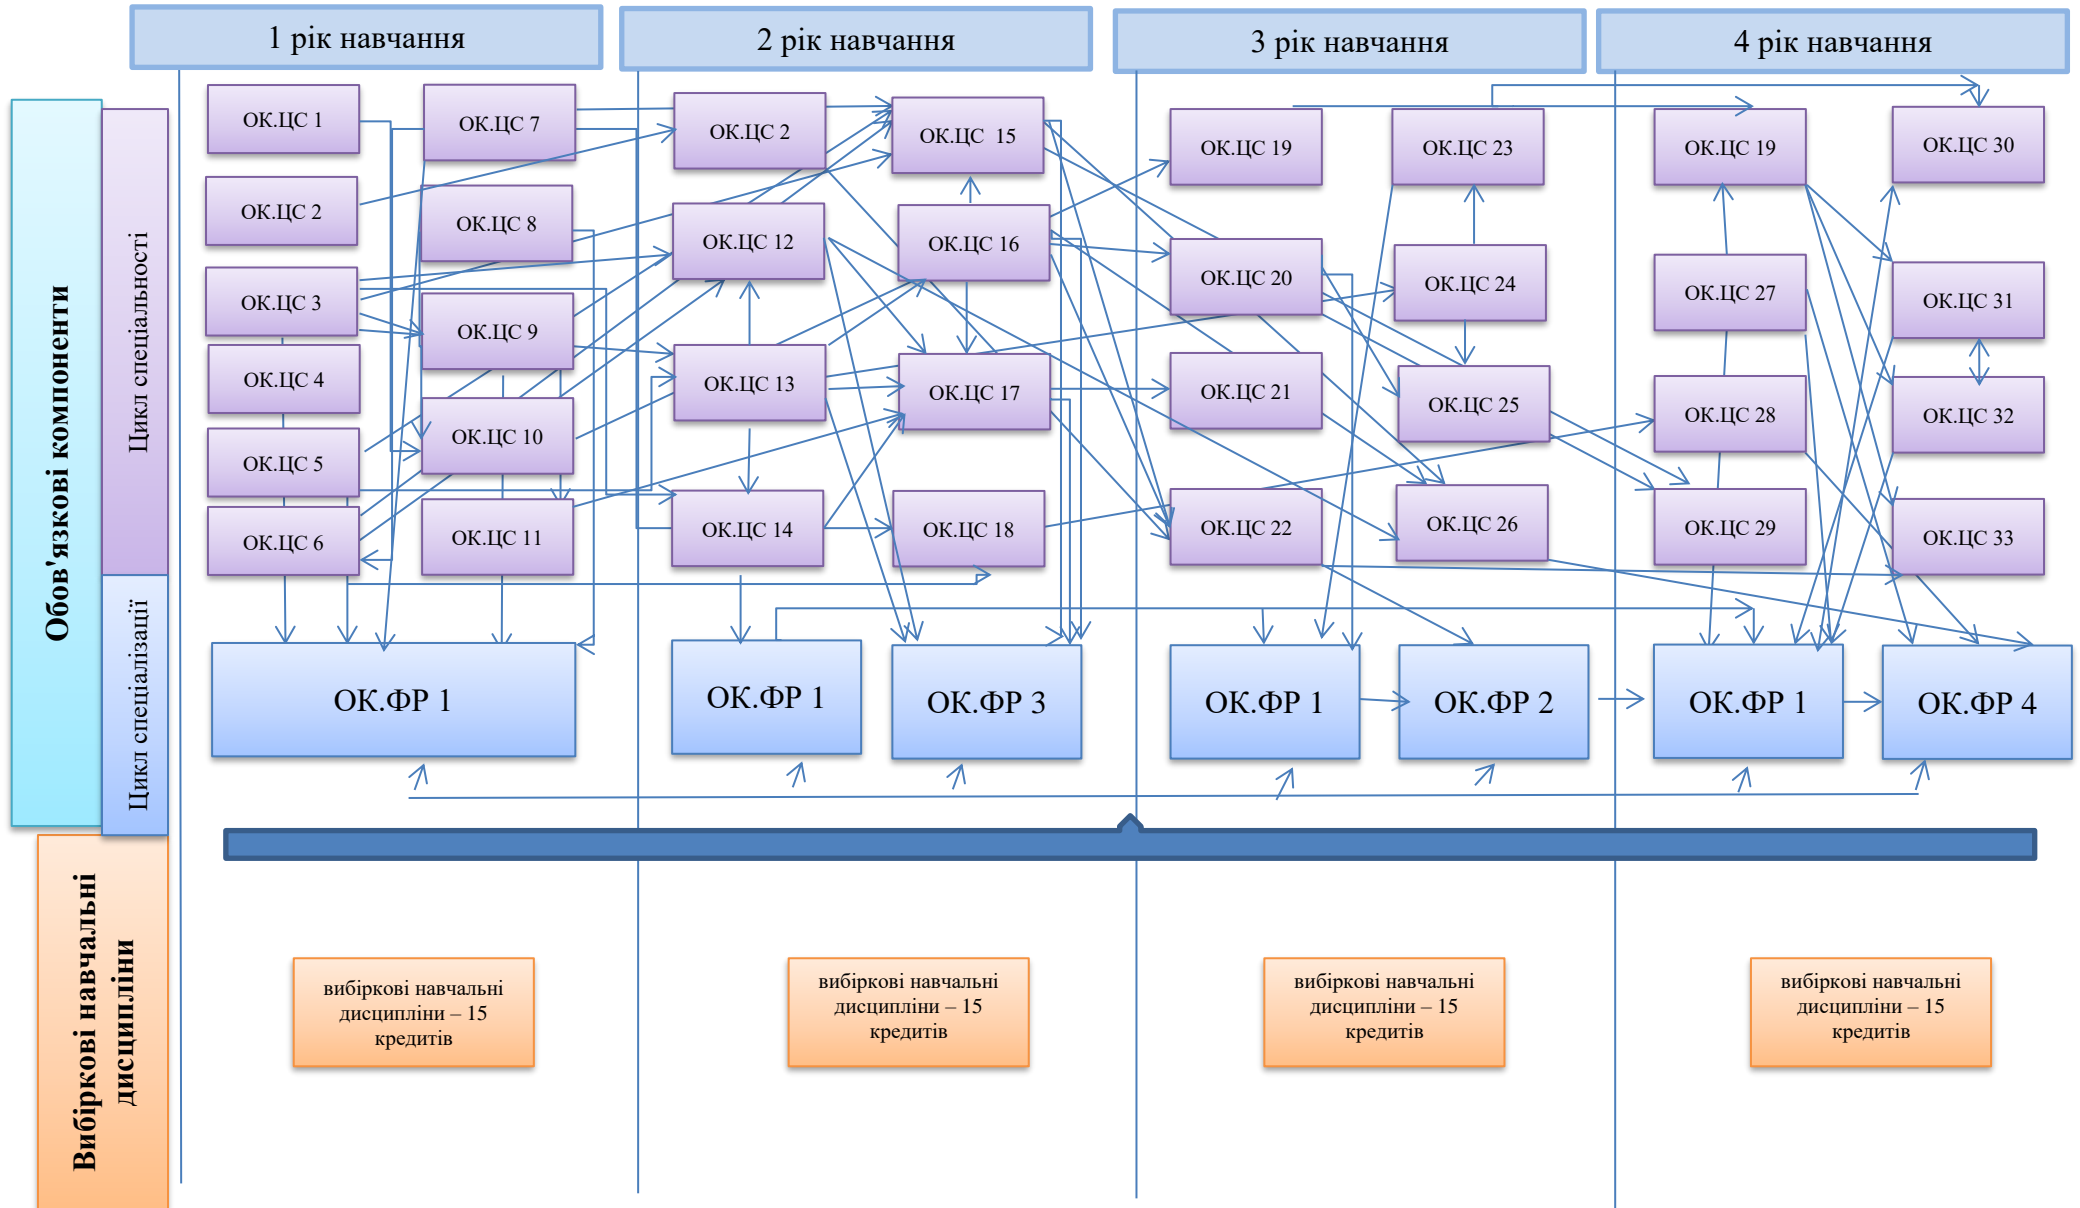 1 рік навчання
2 рік навчання
3 рік навчання
4 рік навчання
Обов'язкові компоненти
Цикл спеціальності
Цикл спеціалізації
ОК.ЦС 1
ОК.ЦС 2
ОК.ЦС 3
ОК.ЦС 4
ОК.ЦС 5
ОК.ЦС 6
ОК.ЦС 7
ОК.ЦС 8
ОК.ЦС 9
ОК.ЦС 10
ОК.ЦС 11
ОК.ЦС 2
ОК.ЦС 12
ОК.ЦС 13
ОК.ЦС 14
ОК.ЦС 15
ОК.ЦС 16
ОК.ЦС 17
ОК.ЦС 18
ОК.ЦС 19
ОК.ЦС 20
ОК.ЦС 21
ОК.ЦС 22
ОК.ЦС 23
ОК.ЦС 24
ОК.ЦС 25
ОК.ЦС 26
ОК.ЦС 19
ОК.ЦС 27
ОК.ЦС 28
ОК.ЦС 29
ОК.ЦС 30
ОК.ЦС 31
ОК.ЦС 32
ОК.ЦС 33
ОК.ФР 1
ОК.ФР 1
ОК.ФР 3
ОК.ФР 1
ОК.ФР 2
ОК.ФР 1
ОК.ФР 4
Вибіркові навчальні
дисципліни
вибіркові навчальні
дисципліни – 15
кредитів
вибіркові навчальні
дисципліни – 15
кредитів
вибіркові навчальні
дисципліни – 15
кредитів
вибіркові навчальні
дисципліни – 15
кредитів